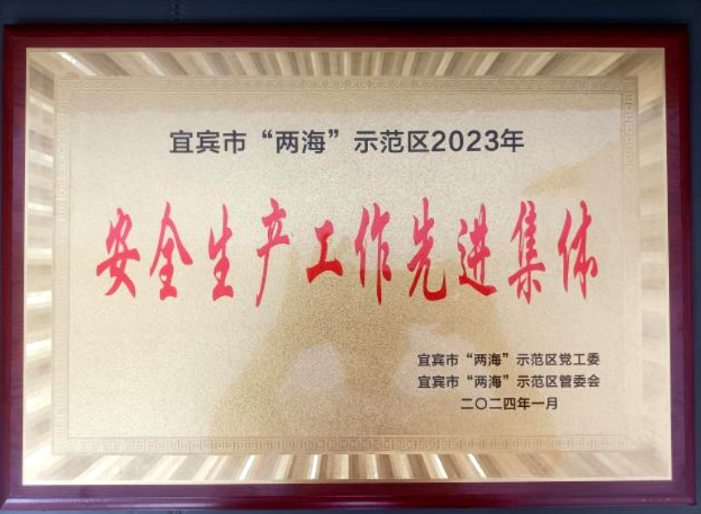 宜宾市“两海”示范区2023年
安全生产工作先进集体
宜宾市“两海”示范区党工委
宜宾市“两海”示范区管委会
二〇二四年一月